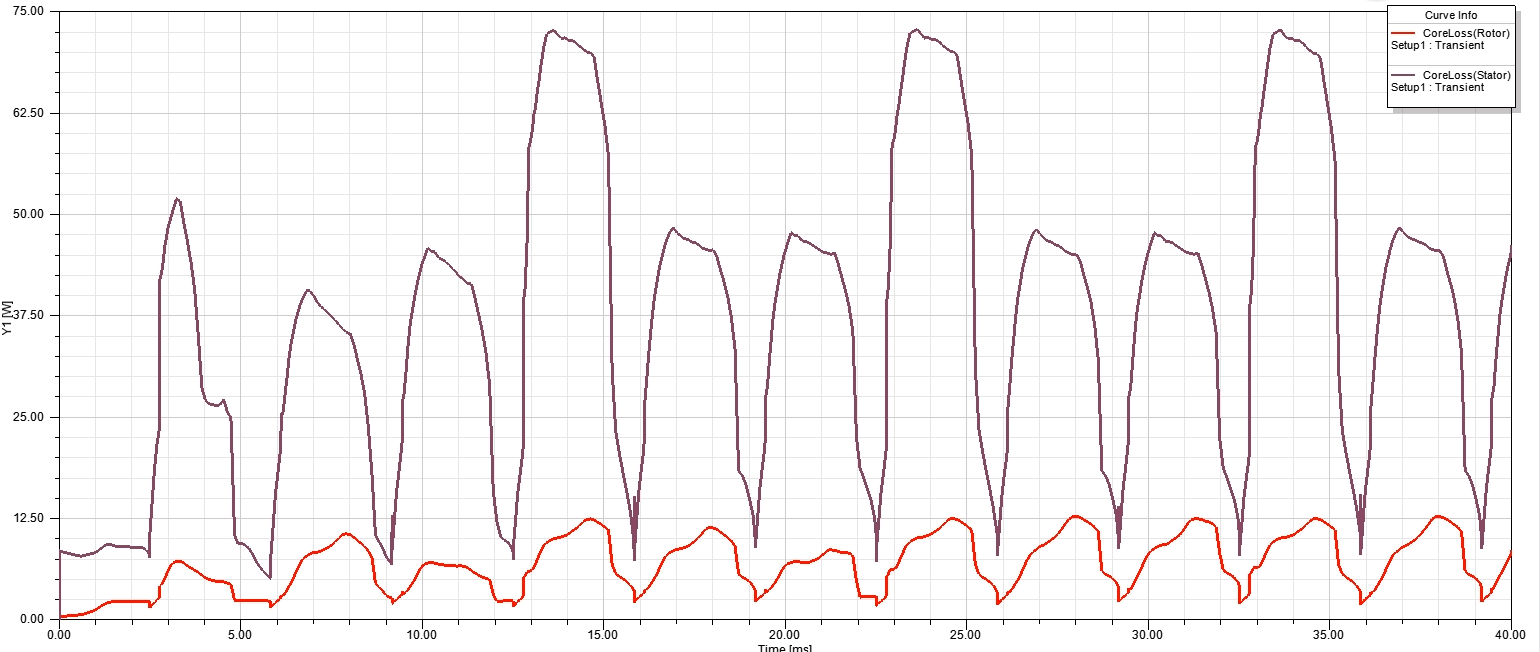 75.00
62.50
50.00
37.50
25.00
12.50
0.00
Y1 [W]
0.00 5.00 10.00 15.00 20.00 25.00 30.00 35.00 40.00
Time [ms]
Curve Info
CoreLoss(Rotor)
Setup1 : Transient
CoreLoss(Stator)
Setup1 : Transient